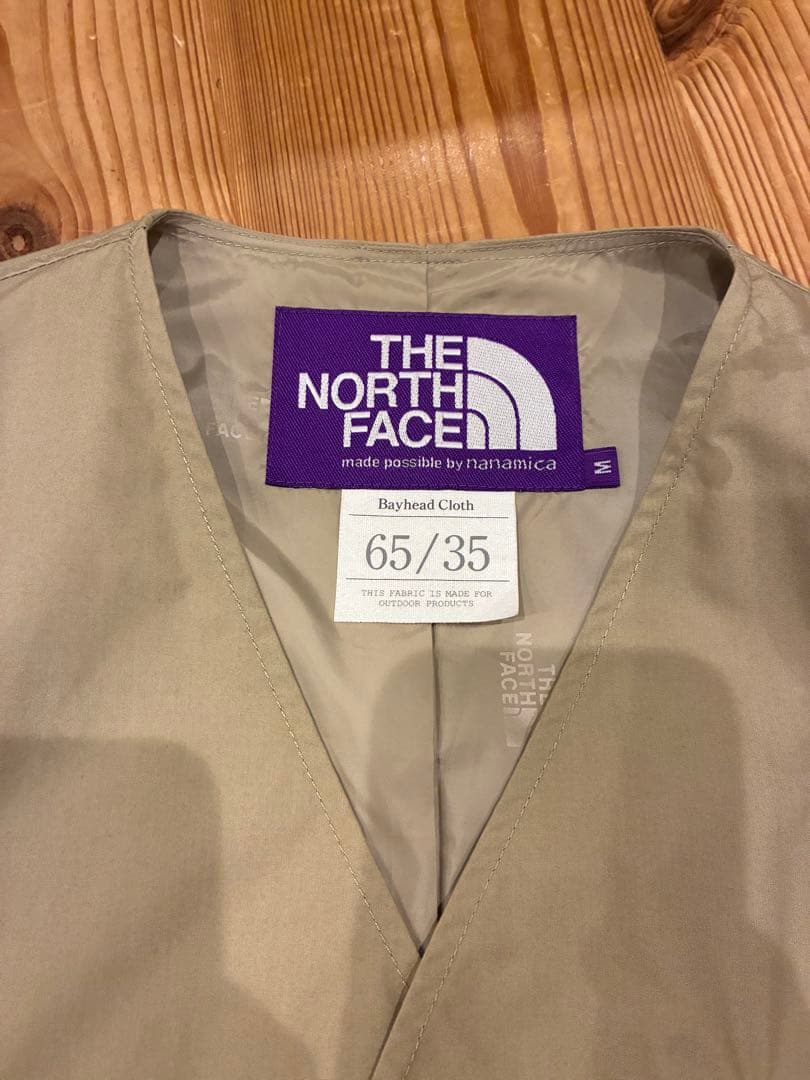 THE
NORTH
FACE
made possible by nanamica
M
Bayhead Cloth
65/35
THIS FABRIC IS MADE FOR
OUTDOOR PRODUCTS
THE
NORTH
FACE
FAC